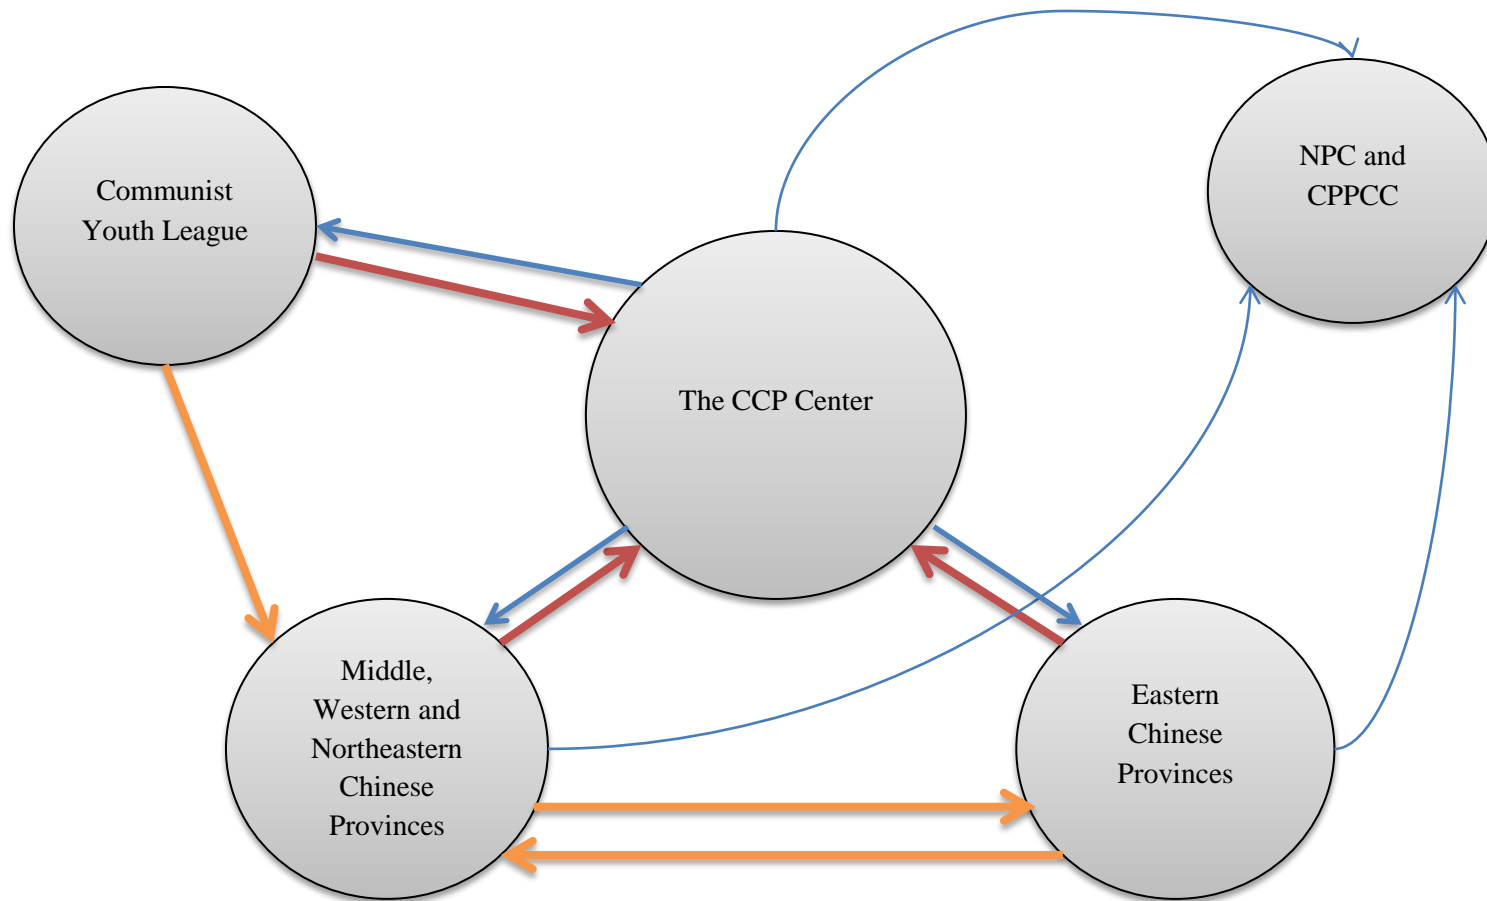 Communist
Youth League
NPC and
CPPCC
The CCP Center
Middle,
Western and
Northeastern
Chinese
Provinces
Eastern
Chinese
Provinces